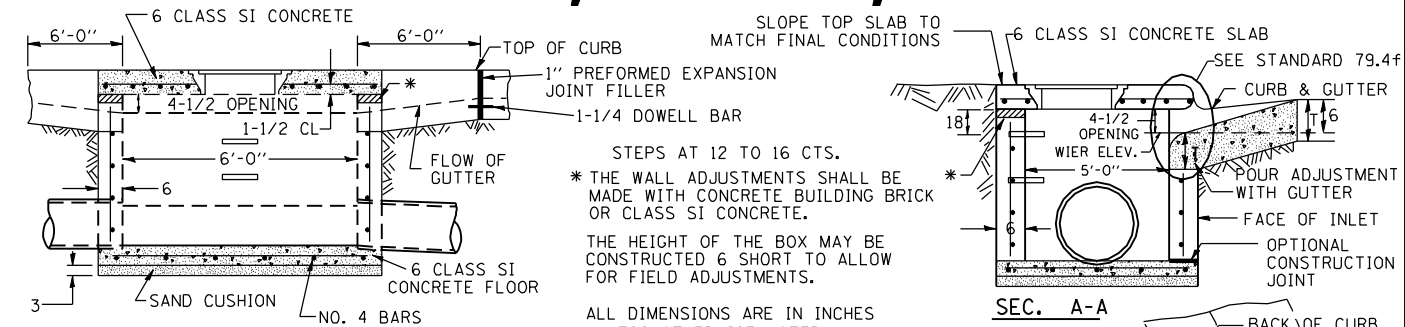 6 CLASS SI CONCRETE
6'-0"
6'-0"
TOP OF CURB
1" PREFORMED EXPANSION
JOINT FILLER
*
4-1/2 OPENING
1-1/2 CL
1-1/4 DOWELL BAR
6'-0"
FLOW OF
GUTTER
6
6 CLASS SI
CONCRETE FLOOR
3
SAND CUSHION
NO. 4 BARS
STEPS AT 12 TO 16 CTS.
* THE WALL ADJUSTMENTS SHALL BE
MADE WITH CONCRETE BUILDING BRICK
OR CLASS SI CONCRETE.
THE HEIGHT OF THE BOX MAY BE
CONSTRUCTED 6 SHORT TO ALLOW
FOR FIELD ADJUSTMENTS.
ALL DIMENSIONS ARE IN INCHES
SLOPE TOP SLAB TO
MATCH FINAL CONDITIONS
6 CLASS SI CONCRETE SLAB
SEE STANDARD 79.4f
CURB & GUTTER
18
4-1/2
OPENING
WIER ELEV.
T
6
T
*
5'-0"
POUR ADJUSTMENT
WITH GUTTER
FACE OF INLET
6
OPTIONAL
CONSTRUCTION
JOINT
SEC. A-A
BACK OF CURB